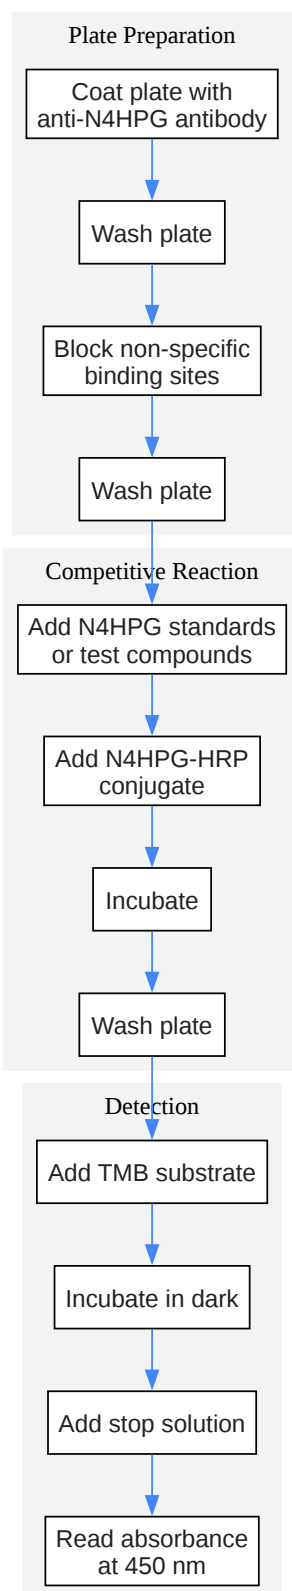 Plate Preparation
Coat plate with
anti-N4HPG antibody
Wash plate
Block non-specific
binding sites
Wash plate
Competitive Reaction
Add N4HPG standards
or test compounds
Add N4HPG-HRP
conjugate
Incubate
Wash plate
Detection
Add TMB substrate
Incubate in dark
Add stop solution
Read absorbance
at 450 nm